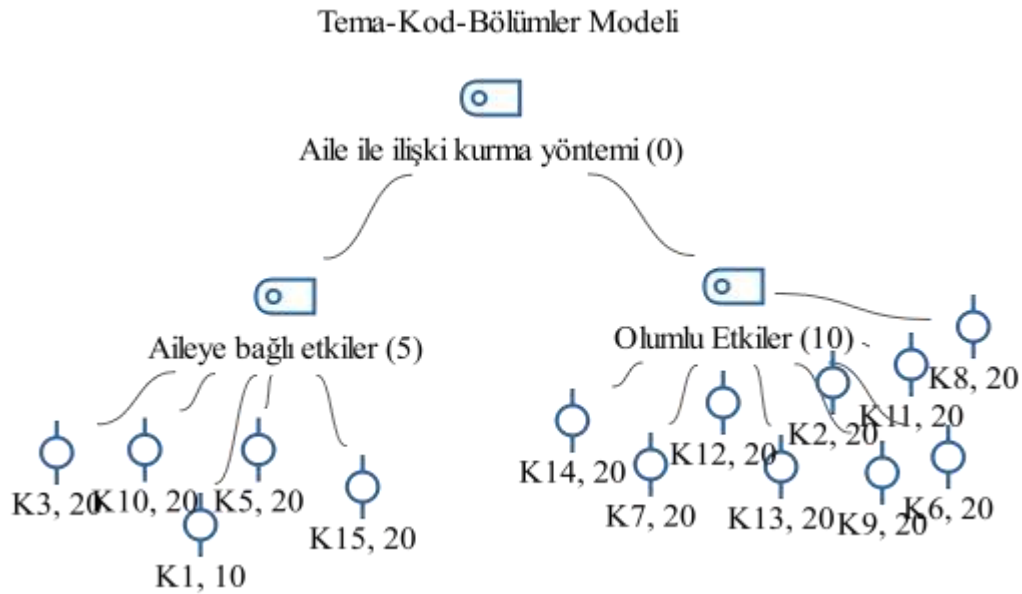 Tema-Kod-Bölümler Modeli
Aile ile ilişki kurma yöntemi (0)
Aileye bağlı etkiler (5)
Olumlu Etkiler (10)
K3, 20
K10, 20
K5, 20
K15, 20
K1, 10
K8, 20
K11, 20
K2, 20
K12, 20
K14, 20
K7, 20
K13, 20
K9, 20
K6, 20